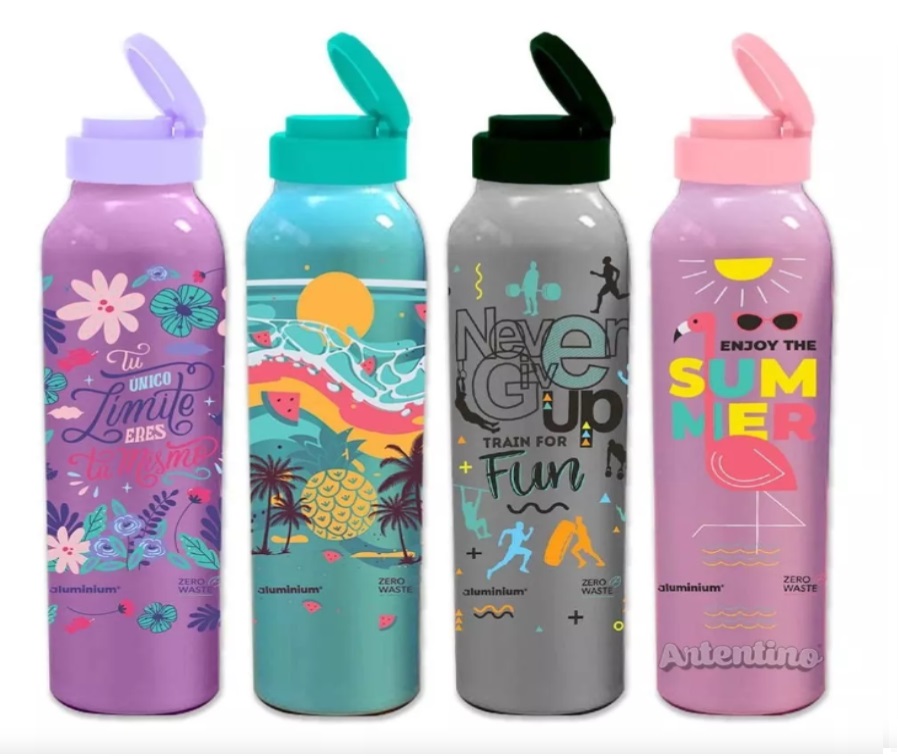 Tu
UNICO
Límite
ERES
tu mismo
aluminium
ZERO
WASTE
aluminium
ZERO
WASTE
Never
Give
Up
TRAIN FOR
Fun
aluminium
ZERO
WASTE
ENJOY THE
SUM
MER
aluminium
ZERO
WASTE
Antentino